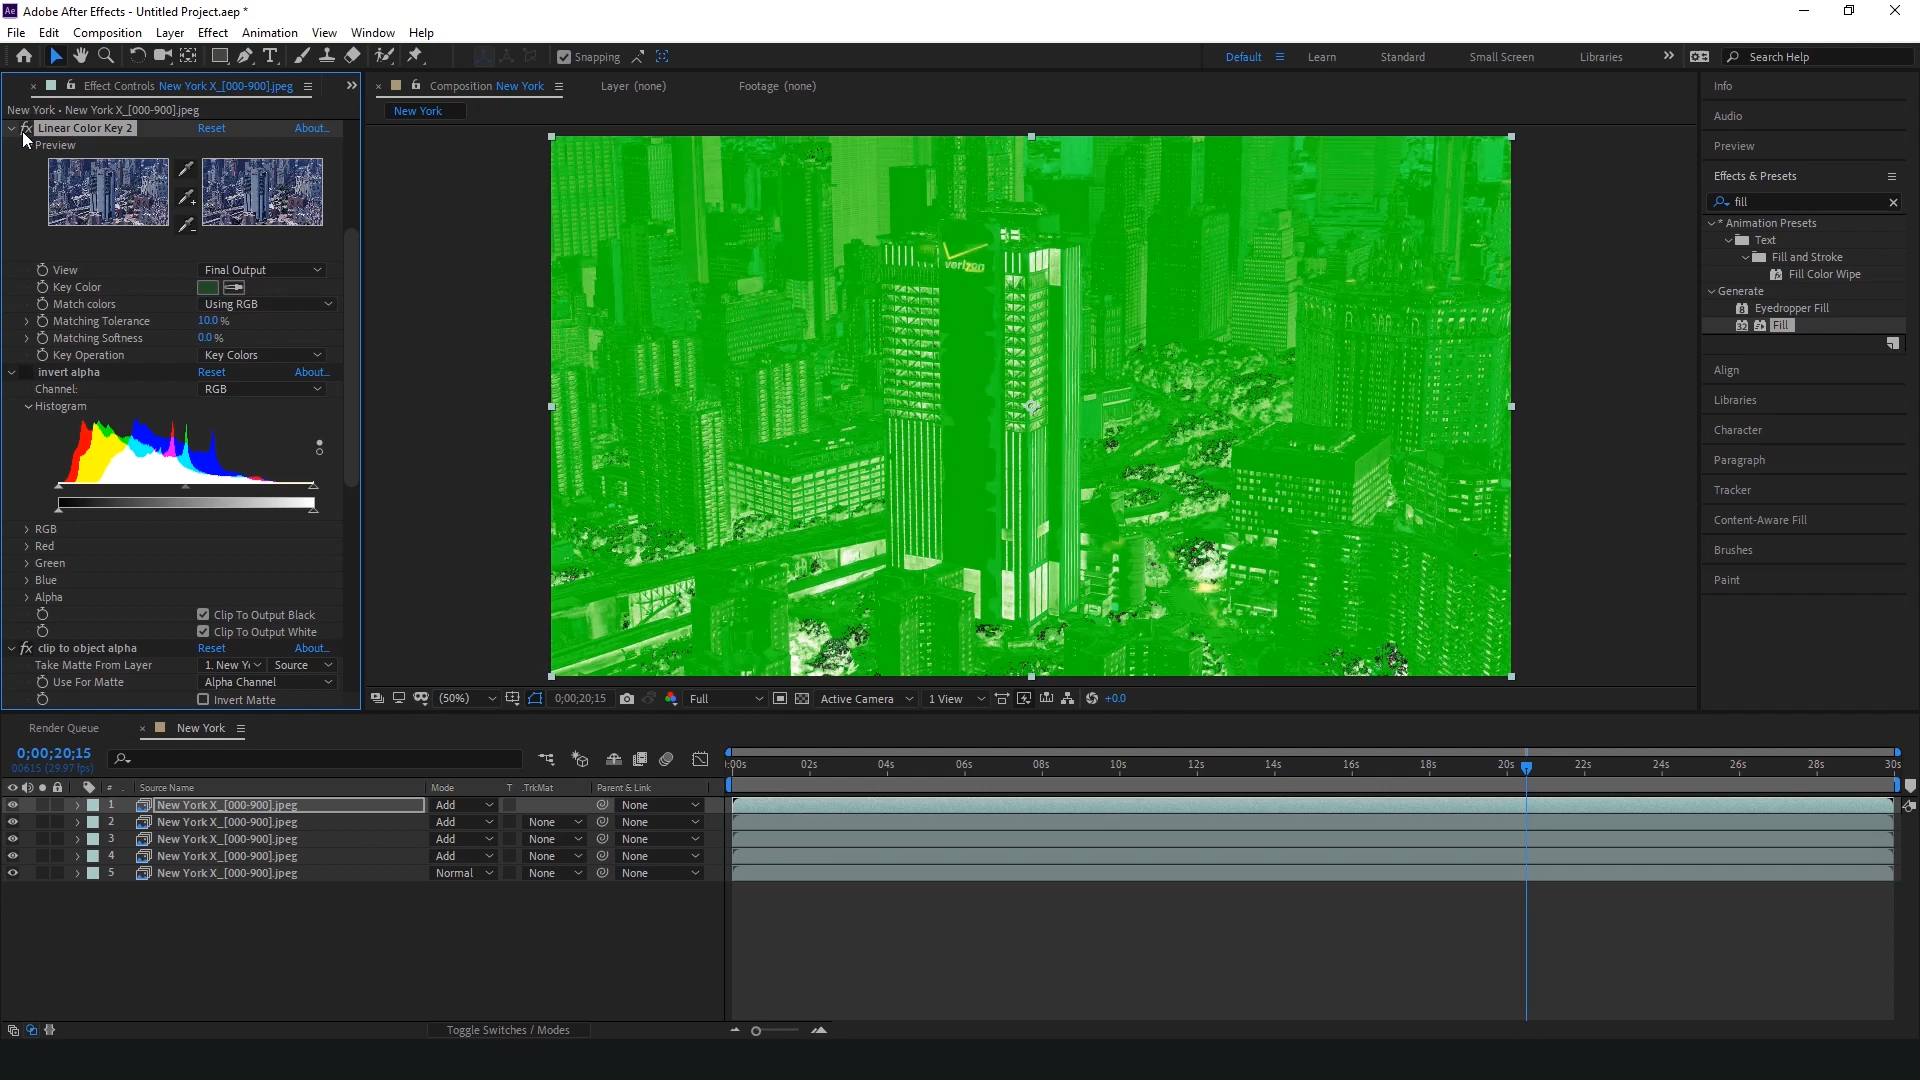 Ae Adobe After Effects - Untitled Project.aep *
File Edit Composition Layer Effect Animation View Window Help
Snapping Default Learn Standard Small Screen Libraries Search Help
Effect Controls New York X_[000-900].jpeg
New York • New York X_[000-900].jpeg
fx Linear Color Key 2 Reset About...
Preview
View Final Output
Key Color
Match colors Using RGB
Matching Tolerance 10.0 %
Matching Softness 0.0 %
Key Operation Key Colors
invert alpha Reset About...
Channel: RGB
Histogram
RGB
Red
Green
Blue
Alpha
Clip To Output Black
Clip To Output White
fx clip to object alpha Reset About...
Take Matte From Layer 1. New Y Source
Use For Matte Alpha Channel
Invert Matte
Composition New York Layer (none) Footage (none)
New York
verizon
(50%) 0;00;20;15 Full Active Camera 1 View +0.0
Info
Audio
Preview
Effects & Presets
fill
* Animation Presets
Text
Fill and Stroke
Fill Color Wipe
Generate
Eyedropper Fill
Fill
Align
Libraries
Character
Paragraph
Tracker
Content-Aware Fill
Brushes
Paint
Render Queue New York
0;00;20;15
00615 (29.97 fps)
:00s 02s 04s 06s 08s 10s 12s 14s 16s 18s 20s 22s 24s 26s 28s 30s
# Source Name Mode T .TrkMat Parent & Link
1 New York X_[000-900].jpeg Add None
2 New York X_[000-900].jpeg Add None None
3 New York X_[000-900].jpeg Add None None
4 New York X_[000-900].jpeg Add None None
5 New York X_[000-900].jpeg Normal None None
Toggle Switches / Modes